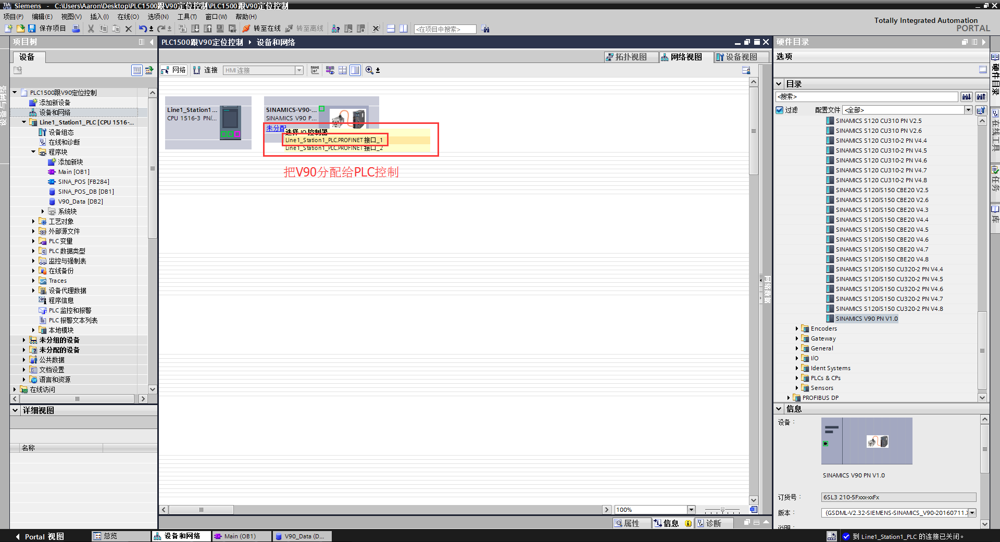 Siemens - C:\Users\Aaron\Desktop\PLC1500跟V90定位控制\PLC1500跟V90定位控制
项目(P) 编辑(E) 视图(V) 插入(I) 在线(O) 选项(N) 工具(T) 窗口(W) 帮助(H)
Totally Integrated Automation
PORTAL
保存项目 转至在线 转至离线 <在项目中搜索>
项目树
设备
设备与网络
PLC1500跟V90定位控制
添加新设备
设备和网络
Line1_Station1_PLC [CPU 1516-...
设备组态
在线和诊断
程序块
添加新块
Main [OB1]
SINA_POS [FB284]
SINA_POS_DB [DB1]
V90_Data [DB2]
系统块
工艺对象
外部源文件
PLC 变量
PLC 数据类型
监控与强制表
在线备份
Traces
设备代理数据
程序信息
PLC 监控和报警
PLC 报警文本列表
本地模块
未分组的设备
未分配的设备
公共数据
文档设置
语言和资源
在线访问
详细视图
名称
PLC1500跟V90定位控制 设备和网络
拓扑视图 网络视图 设备视图
网络 连接 HMI 连接
Line1_Station1...
CPU 1516-3 PN/...
SINAMICS-V90-...
SINAMICS V90 P...
未分配
选择 IO 控制器
Line1_Station1_PLC.PROFINET 接口_1
Line1_Station1_PLC.PROFINET 接口_2
把V90分配给PLC控制
网络数据
100%
属性 信息 诊断
硬件目录
选项
目录
<搜索>
过滤 配置文件 <全部>
SINAMICS S120 CU310 PN V2.5
SINAMICS S120 CU310 PN V2.6
SINAMICS S120 CU310-2 PN V4.4
SINAMICS S120 CU310-2 PN V4.5
SINAMICS S120 CU310-2 PN V4.6
SINAMICS S120 CU310-2 PN V4.7
SINAMICS S120 CU310-2 PN V4.8
SINAMICS S120/S150 CBE20 V2.5
SINAMICS S120/S150 CBE20 V2.6
SINAMICS S120/S150 CBE20 V4.3
SINAMICS S120/S150 CBE20 V4.4
SINAMICS S120/S150 CBE20 V4.5
SINAMICS S120/S150 CBE20 V4.6
SINAMICS S120/S150 CBE20 V4.7
SINAMICS S120/S150 CBE20 V4.8
SINAMICS S120/S150 CU320-2 PN V4.4
SINAMICS S120/S150 CU320-2 PN V4.5
SINAMICS S120/S150 CU320-2 PN V4.6
SINAMICS S120/S150 CU320-2 PN V4.7
SINAMICS S120/S150 CU320-2 PN V4.8
SINAMICS V90 PN V1.0
Encoders
Gateway
General
I/O
Ident Systems
PLCs & CPs
Sensors
PROFIBUS DP
信息
设备：
SINAMICS V90 PN V1.0
订货号： 6SL3 210-5Fxxx-xxFx
版本： (GSDML-V2.32-SIEMENS-SINAMICS_V90-20160711.
说明：
硬件目录
在线工具
任务
库
Portal 视图 总览 设备和网络 Main (OB1) V90_Data (D...
到 Line1_Station1_PLC 的连接已关闭。